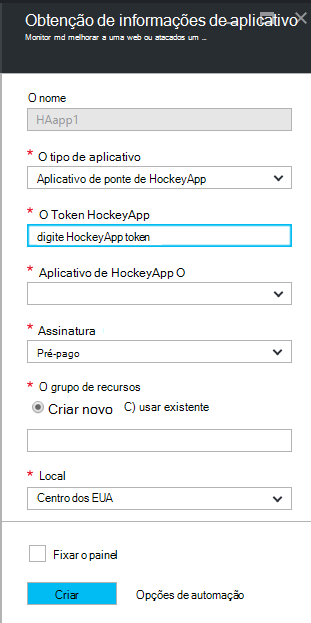 Obtenção de informações de aplicativo
Monitor md melhorar a uma web ou atacados um ...
O nome
HAapp1
* O tipo de aplicativo
Aplicativo de ponte de HockeyApp
* O Token HockeyApp
digite HockeyApp token
* Aplicativo de HockeyApp O
* Assinatura
Pré-pago
* O grupo de recursos
Criar novo C) usar existente
* Local
Centro dos EUA
Fixar o painel
Criar Opções de automação